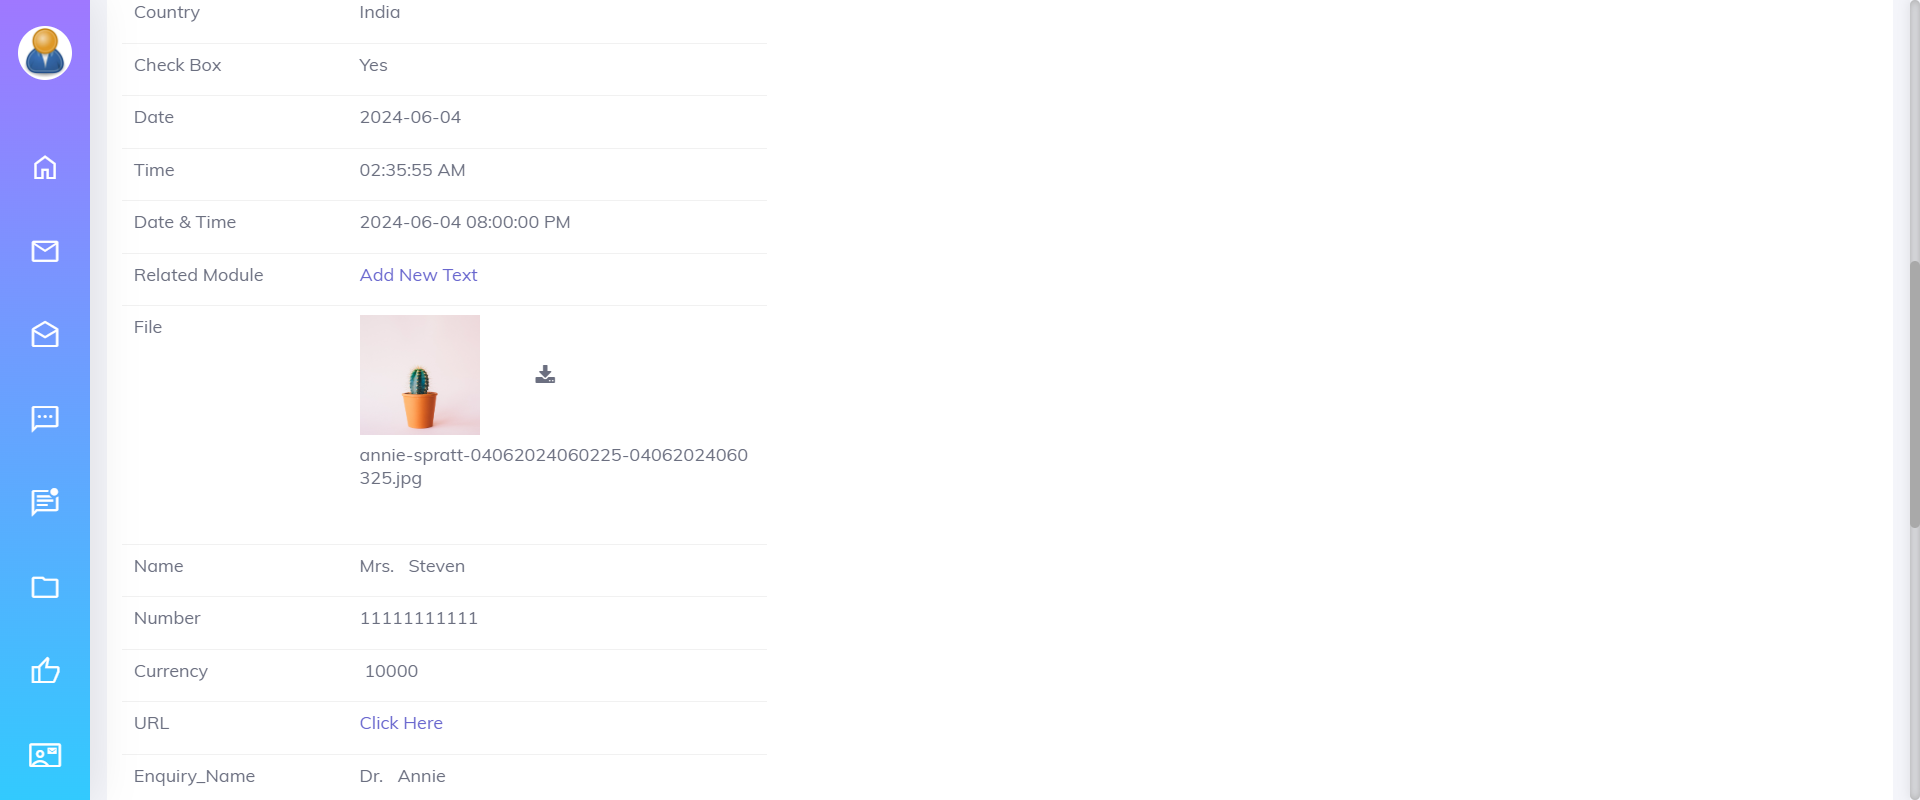 Country India
Check Box Yes
Date 2024-06-04
Time 02:35:55 AM
Date & Time 2024-06-04 08:00:00 PM
Related Module Add New Text
File
annie-spratt-04062024060225-04062024060
325.jpg
Name Mrs. Steven
Number 11111111111
Currency 10000
URL Click Here
Enquiry_Name Dr. Annie